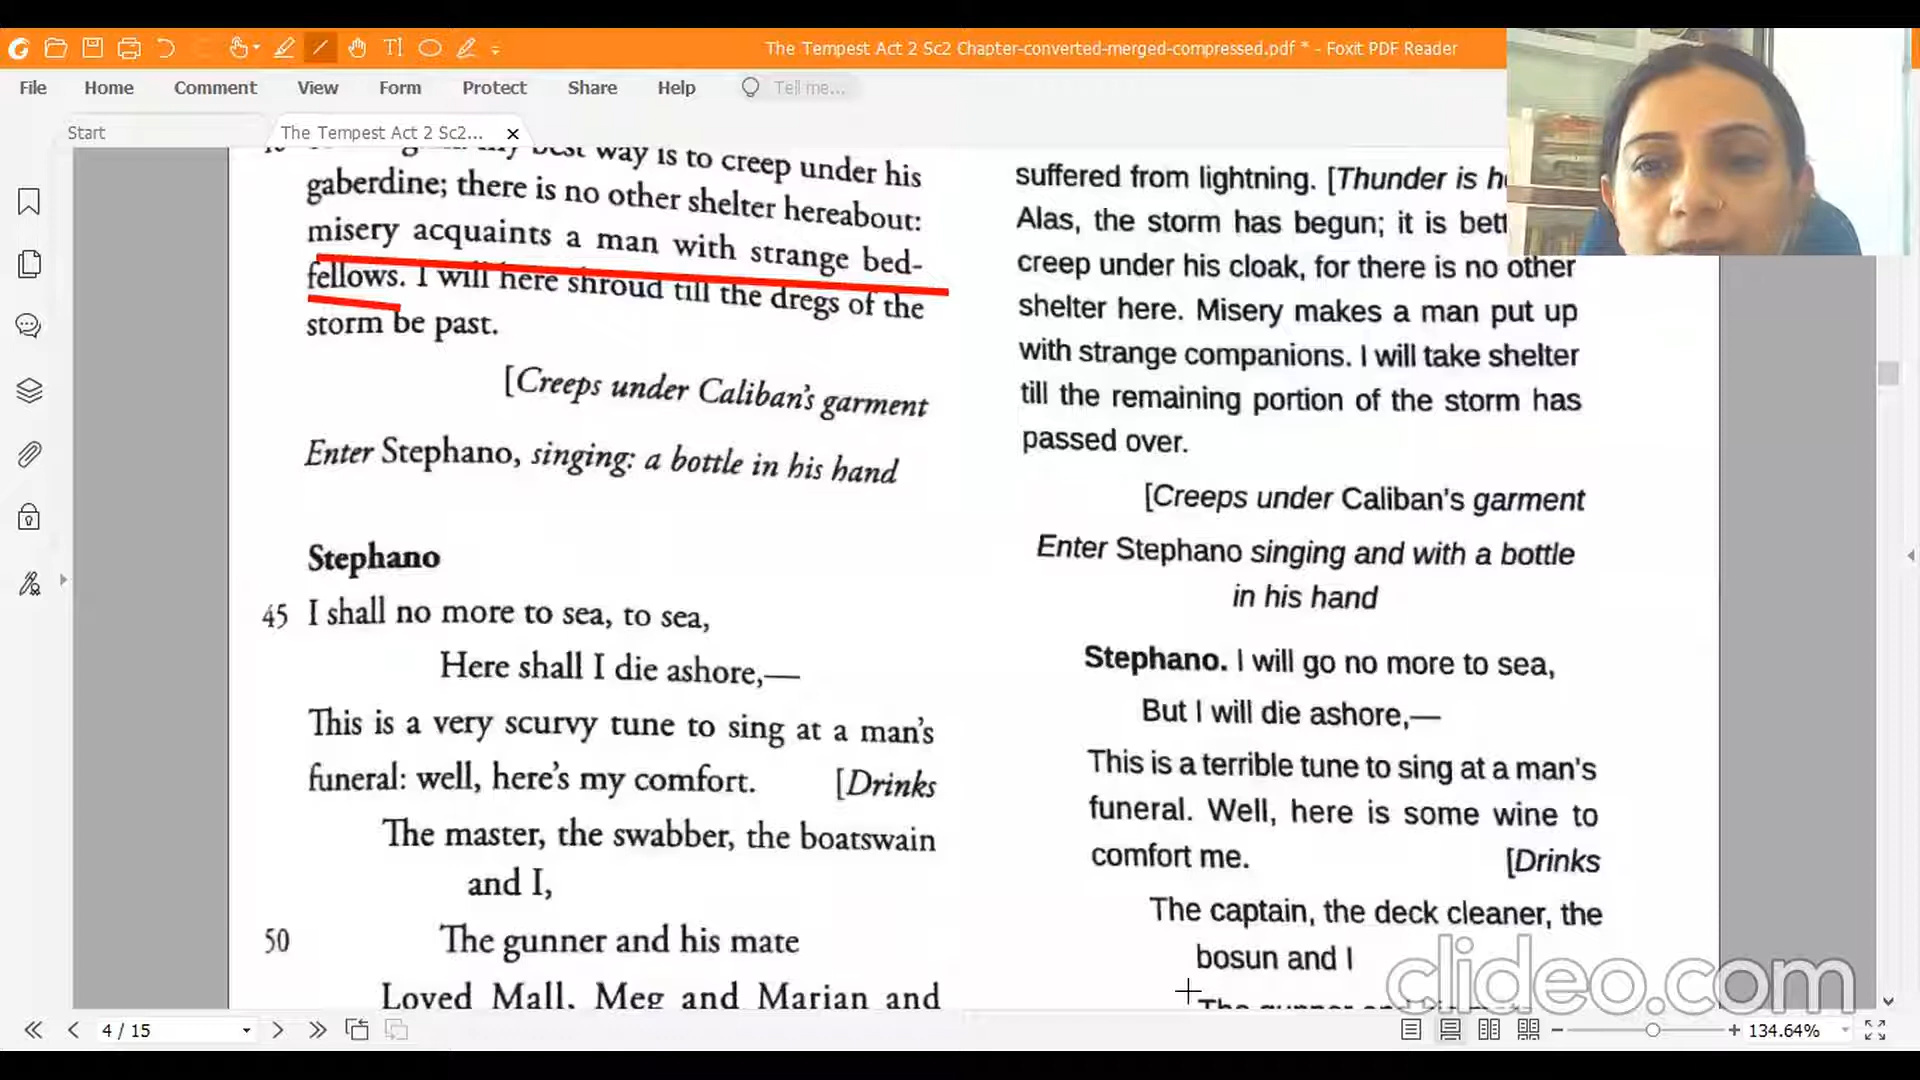 The Tempest Act 2 Sc2 Chapter-converted-merged-compressed.pdf * - Foxit PDF Reader
File Home Comment View Form Protect Share Help Tell me...
Start The Tempest Act 2 Sc2...
my best way is to creep under his
gaberdine; there is no other shelter hereabout:
misery acquaints a man with strange bed-
fellows. I will here shroud till the dregs of the
storm be past.
[Creeps under Caliban's garment
Enter Stephano, singing: a bottle in his hand
Stephano
45 I shall no more to sea, to sea,
Here shall I die ashore,—
This is a very scurvy tune to sing at a man's
funeral: well, here's my comfort. [Drinks
The master, the swabber, the boatswain
and I,
50 The gunner and his mate
Loved Mall, Meg and Marian and
suffered from lightning. [Thunder is
Alas, the storm has begun; it is
creep under his cloak, for there is no other
shelter here. Misery makes a man put up
with strange companions. I will take shelter
till the remaining portion of the storm has
passed over.
[Creeps under Caliban's garment
Enter Stephano singing and with a bottle
in his hand
Stephano. I will go no more to sea,
But I will die ashore,—
This is a terrible tune to sing at a man's
funeral. Well, here is some wine to
comfort me. [Drinks
The captain, the deck cleaner, the
bosun and I
clideo.com
4 / 15
134.64%